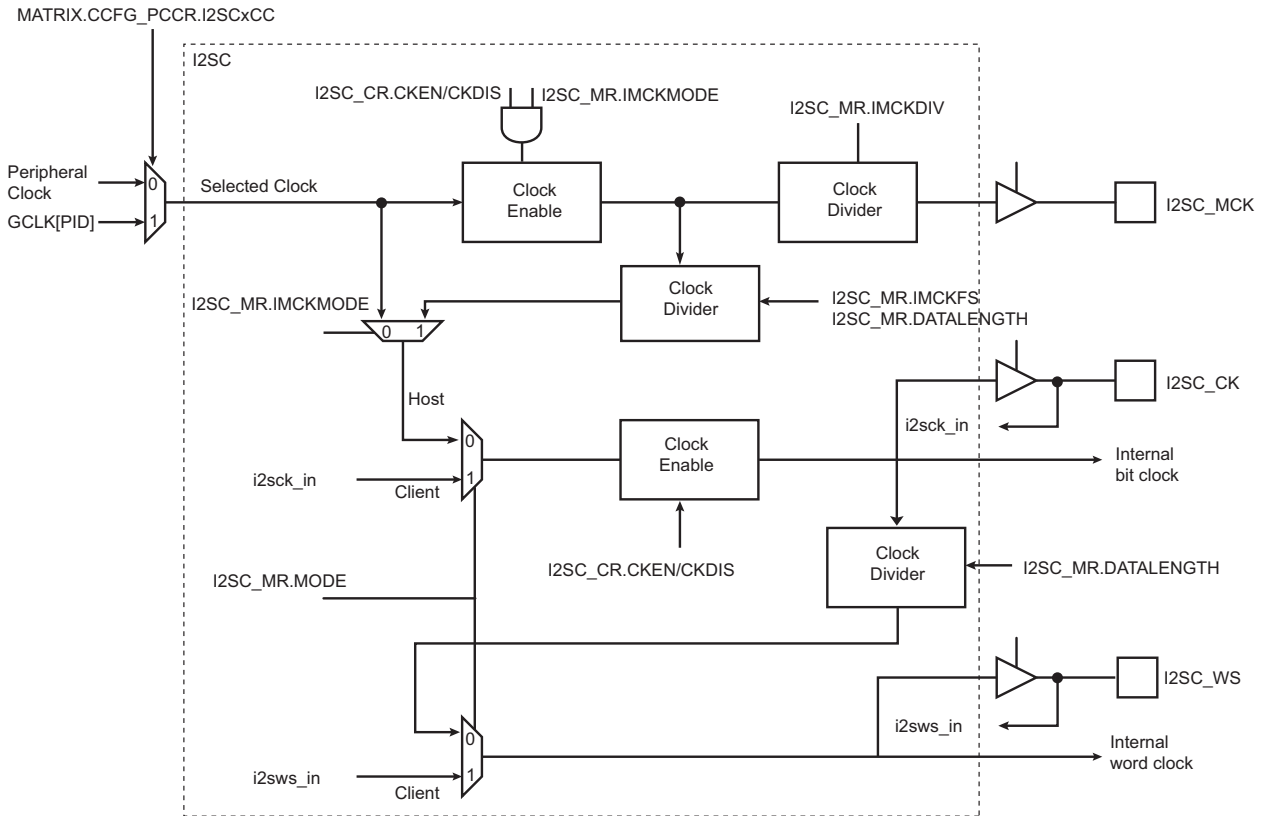 MATRIX.CCFG_PCCR.I2SCxCC
I2SC
I2SC_CR.CKEN/CKDIS
I2SC_MR.IMCKMODE
I2SC_MR.IMCKDIV
Peripheral
Clock
0
Selected Clock
Clock
Enable
Clock
Divider
I2SC_MCK
GCLK[PID]
1
Clock
Divider
I2SC_MR.IMCKFS
I2SC_MR.DATALENGTH
I2SC_MR.IMCKMODE
0
1
I2SC_CK
Host
i2sck_in
0
Clock
Enable
Internal
bit clock
i2sck_in
1
Client
Clock
Divider
I2SC_CR.CKEN/CKDIS
I2SC_MR.DATALENGTH
I2SC_MR.MODE
I2SC_WS
i2sws_in
0
Internal
word clock
i2sws_in
1
Client